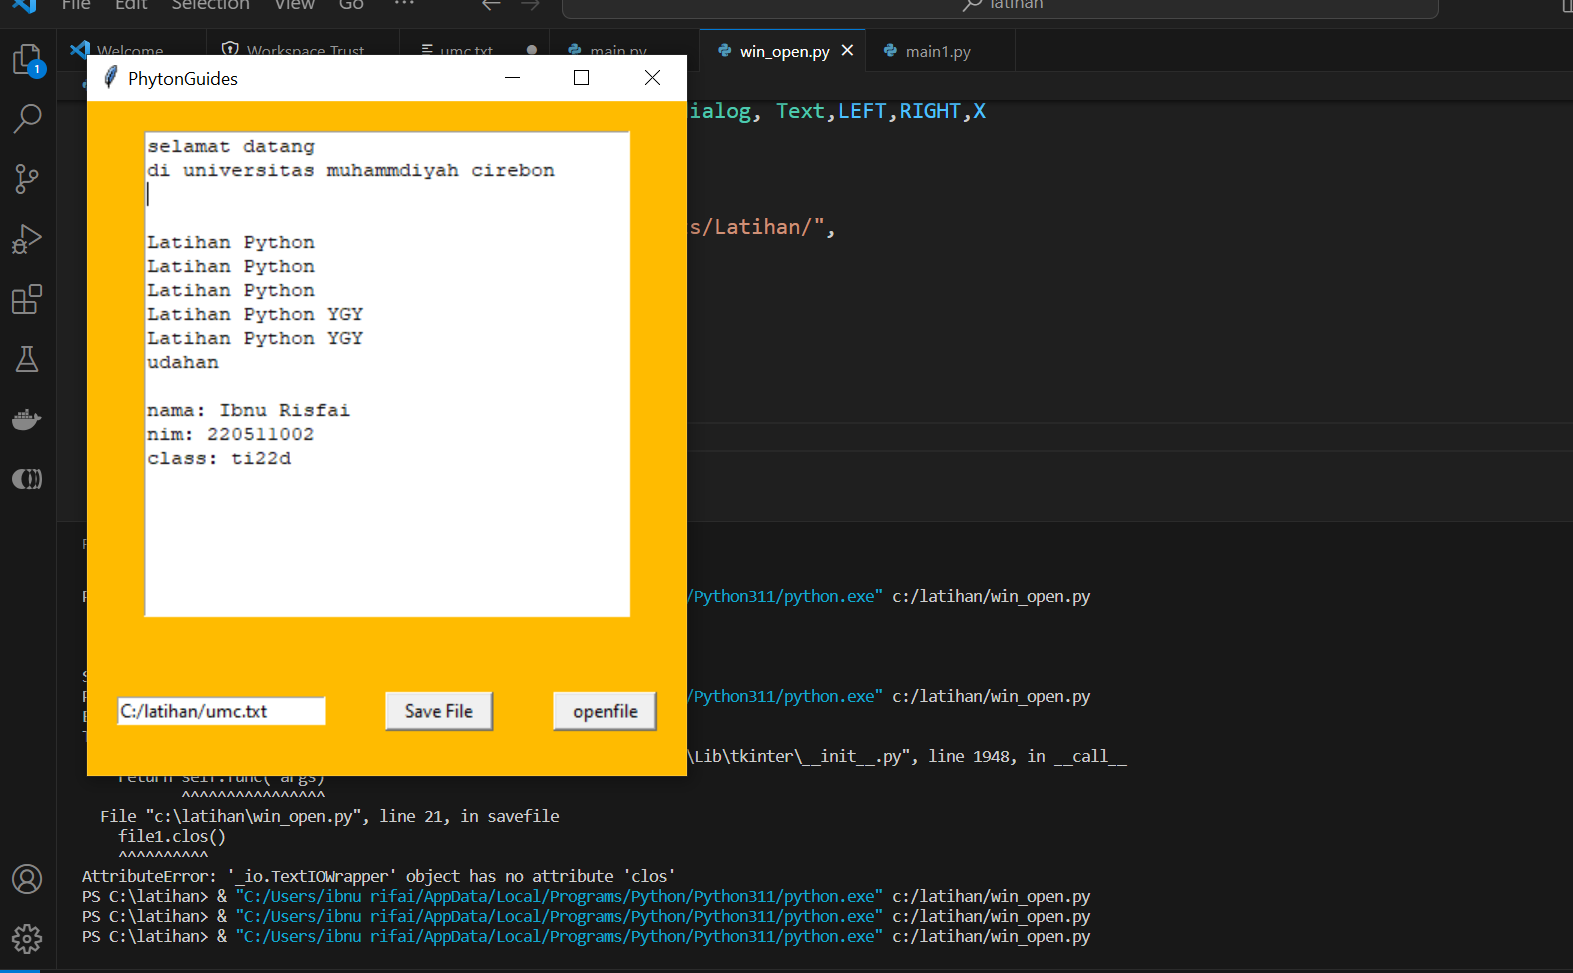 File Edit Selection View Go ... latihan
Welcome Workspace Trust umc.txt main.py win_open.py main1.py
1
PhytonGuides
ialog, Text,LEFT,RIGHT,X
selamat datang
di universitas muhammdiyah cirebon
s/Latihan/",
Latihan Python
Latihan Python
Latihan Python
Latihan Python YGY
Latihan Python YGY
udahan
nama: Ibnu Risfai
nim: 220511002
class: ti22d
/Python311/python.exe" c:/latihan/win_open.py
/Python311/python.exe" c:/latihan/win_open.py
C:/latihan/umc.txt Save File openfile
\Lib\tkinter\__init__.py", line 1948, in __call__
return self.func( args)
^^^^^^^^^^^^^^^^
File "c:\latihan\win_open.py", line 21, in savefile
file1.clos()
^^^^^^^^^^
AttributeError: '_io.TextIOWrapper' object has no attribute 'clos'
PS C:\latihan> & "C:/Users/ibnu rifai/AppData/Local/Programs/Python/Python311/python.exe" c:/latihan/win_open.py
PS C:\latihan> & "C:/Users/ibnu rifai/AppData/Local/Programs/Python/Python311/python.exe" c:/latihan/win_open.py
PS C:\latihan> & "C:/Users/ibnu rifai/AppData/Local/Programs/Python/Python311/python.exe" c:/latihan/win_open.py